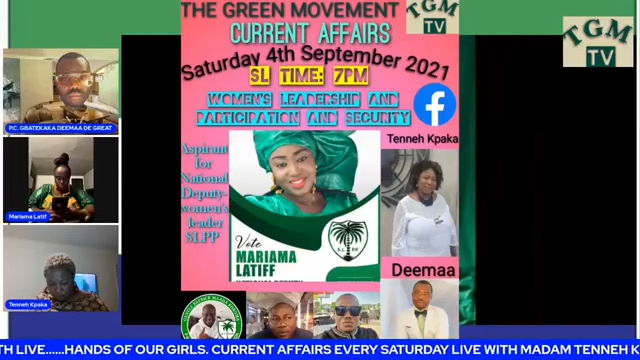 THE GREEN MOVEMENT
CURRENT AFFAIRS
Saturday 4th September 2021
SL TIME: 7PM
WOMEN'S LEADERSHIP AND
PARTICIPATION AND SECURITY
TGM
TV
TGM
TV
P.C. GBATEKAKA DEEMAA DE GREAT
Mariama Latif
Tenneh Kpaka
Aspirant
for
National
Deputy-
women's
leader
SLPP
Vote
MARIAMA
LATIFF
Tenneh Kpaka
Deemaa
TH LIVE......HANDS OF OUR GIRLS. CURRENT AFFAIRS EVERY SATURDAY LIVE WITH MADAM TENNEH K